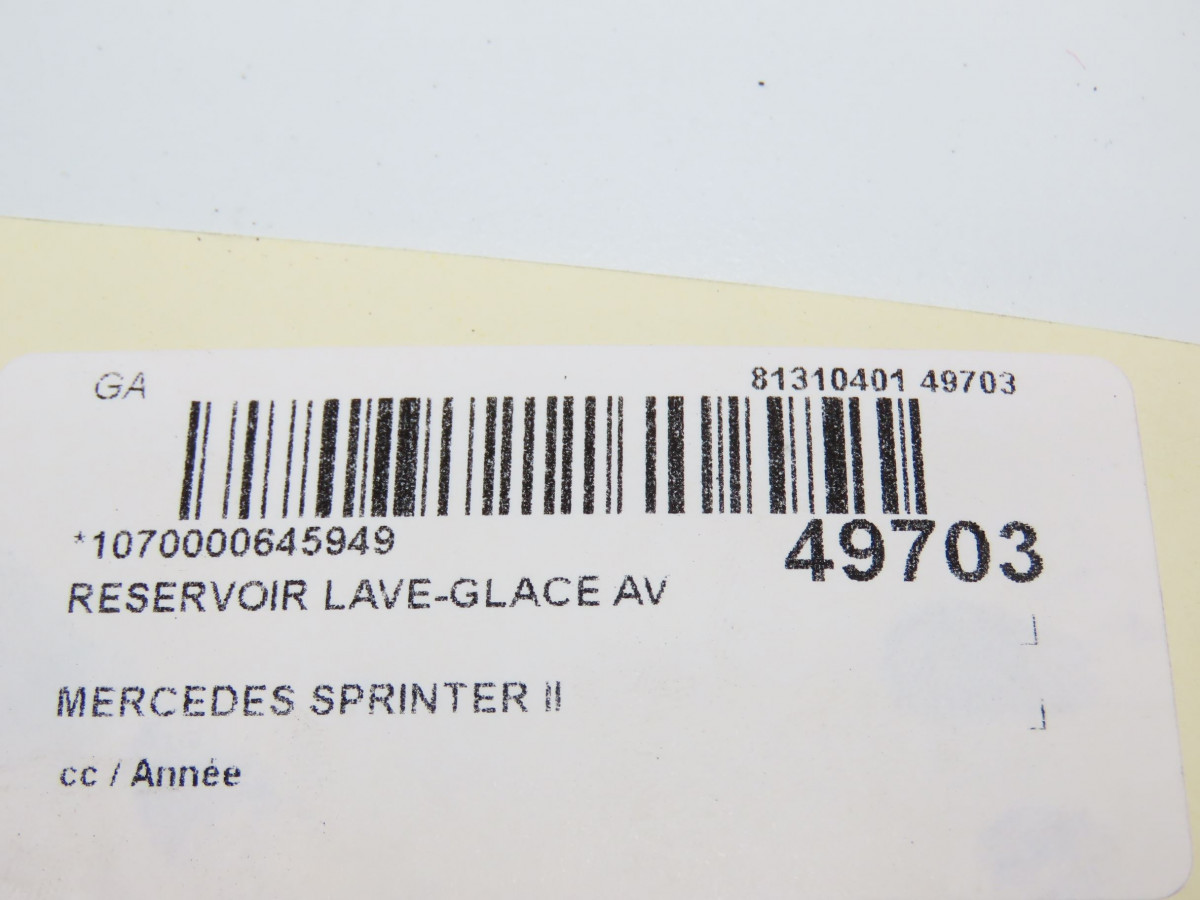 GA
81310401 49703
*1070000645949
49703
RESERVOIR LAVE-GLACE AV
MERCEDES SPRINTER II
cc / Année